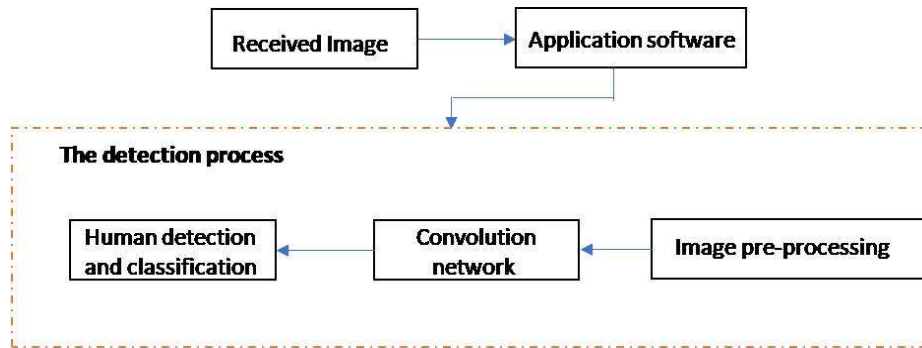 Received Image
Application software
The detection process
Human detection
and classification
Convolution
network
Image pre-processing